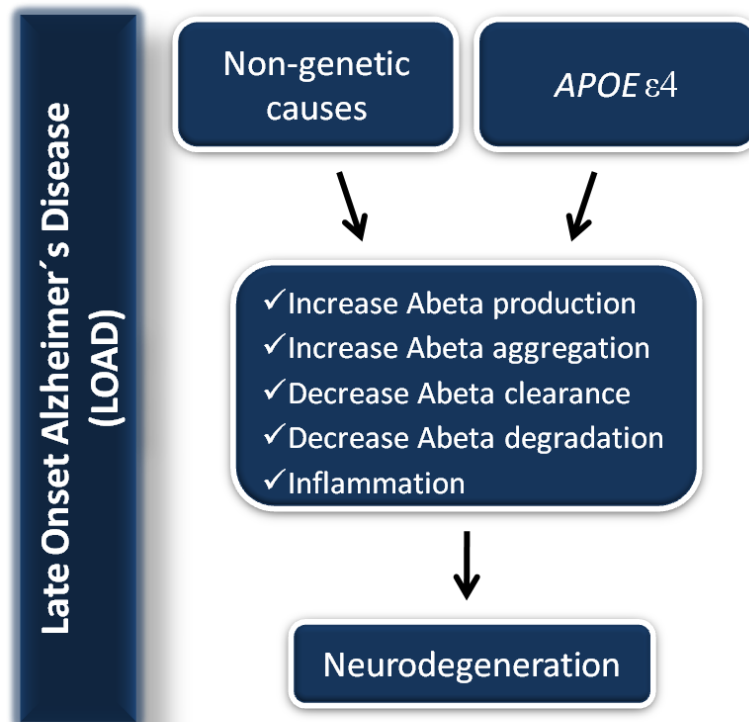 Late Onset Alzheimer´s Disease
(LOAD)
Non-genetic
causes
APOE ε4
✓Increase Abeta production
✓Increase Abeta aggregation
✓Decrease Abeta clearance
✓Decrease Abeta degradation
✓Inflammation
Neurodegeneration